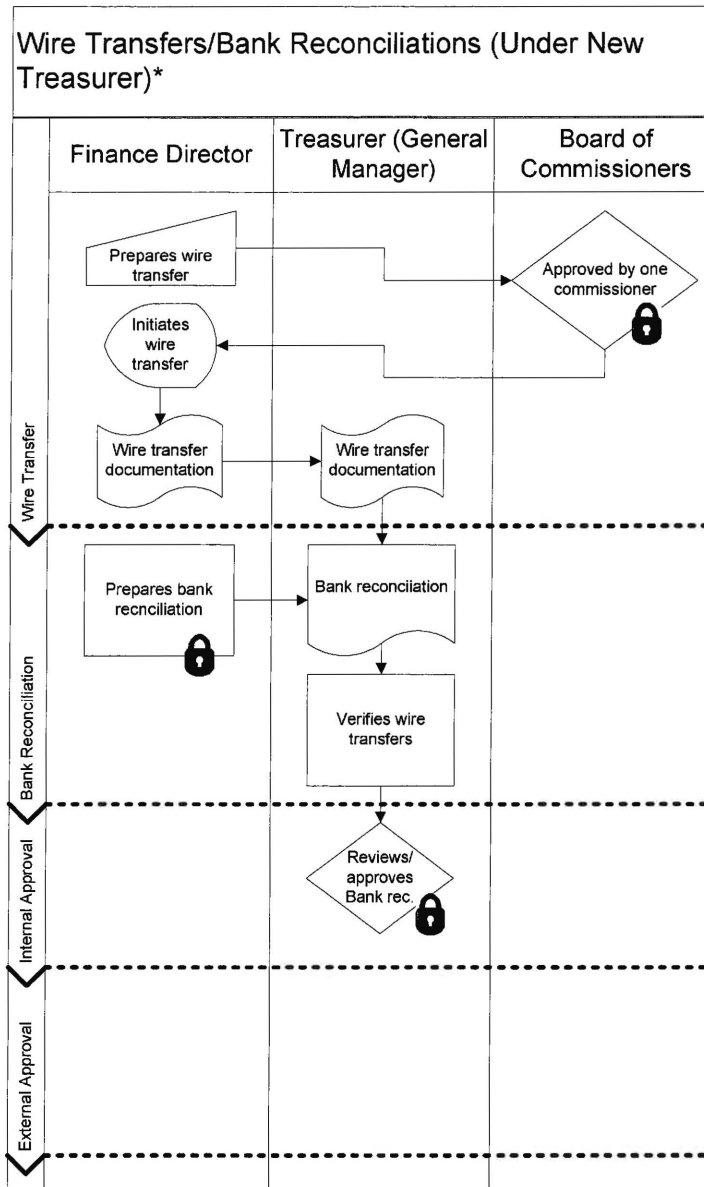 Wire Transfers/Bank Reconciliations (Under New
Treasurer)*
Finance Director
Treasurer (General
Manager)
Board of
Commissioners
Wire Transfer
Prepares wire
transfer
Approved by one
commissioner
Initiates
wire
transfer
Wire transfer
documentation
Wire transfer
documentation
Bank Reconciliation
Prepares bank
recnciliation
Bank reconciiation
Verifies wire
transfers
Internal Approval
Reviews/
approves
Bank rec.
External Approval